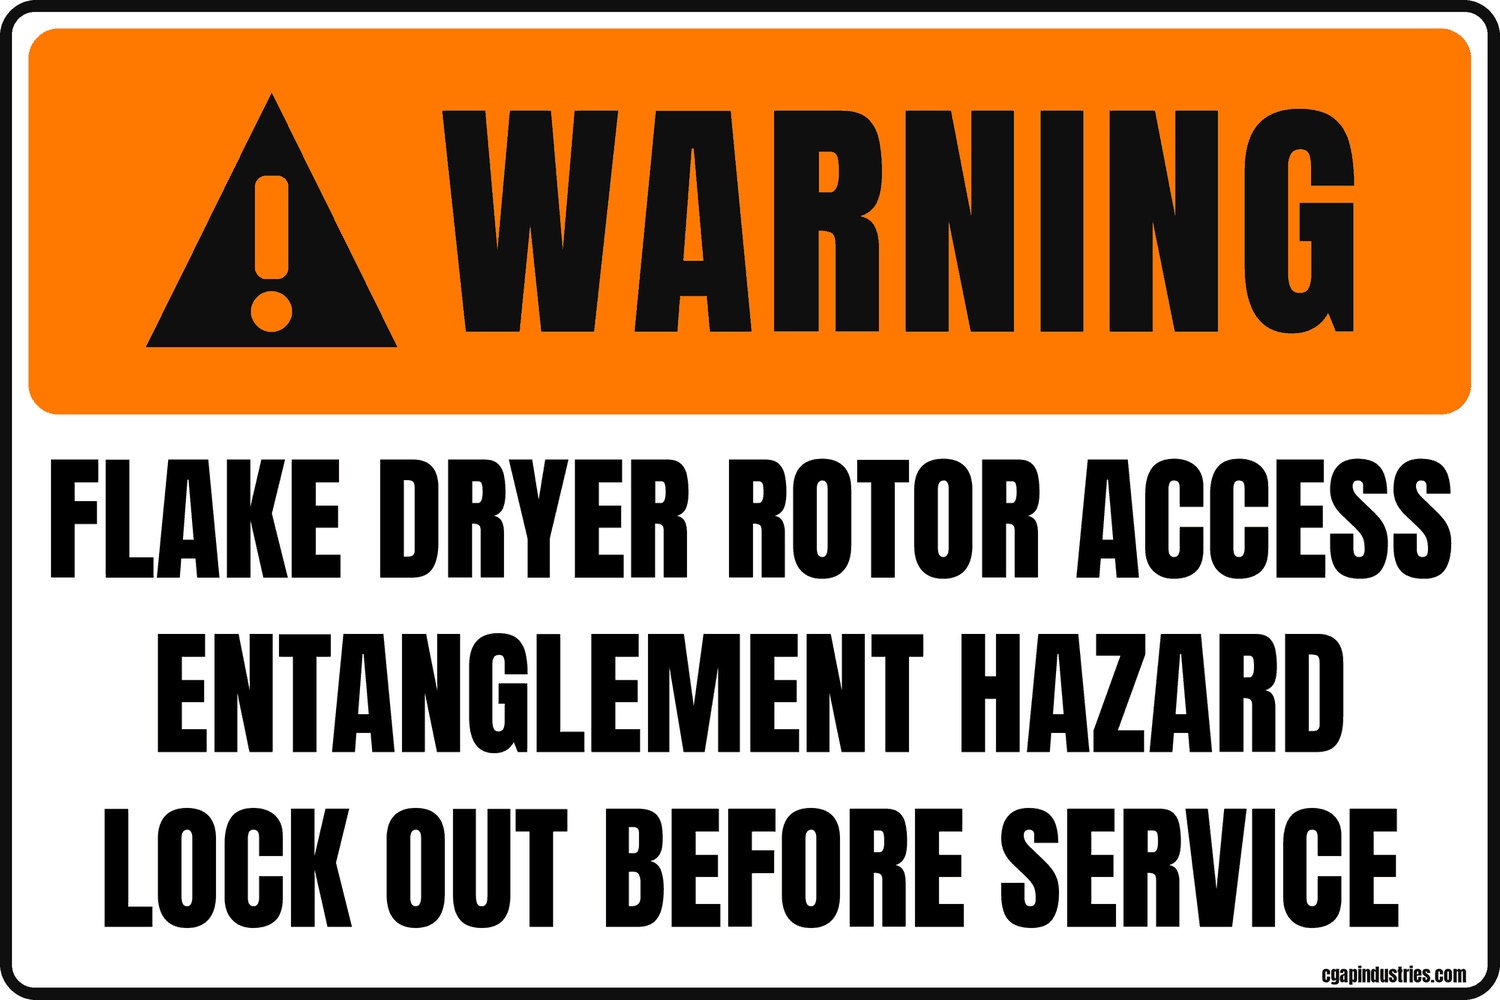 WARNING
FLAKE DRYER ROTOR ACCESS
ENTANGLEMENT HAZARD
LOCK OUT BEFORE SERVICE
cgapindustries.com